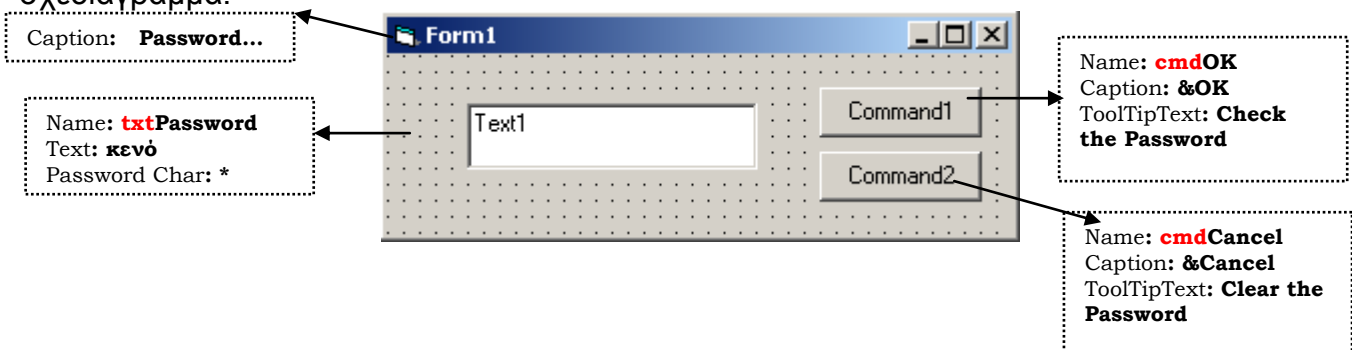 σχεδιάγραμμα.
Caption: Password...
Form1
Name: txtPassword
Text: κενό
Password Char: *
Text1
Command1
Command2
Name: cmdOK
Caption: &OK
ToolTipText: Check
the Password
Name: cmdCancel
Caption: &Cancel
ToolTipText: Clear the
Password